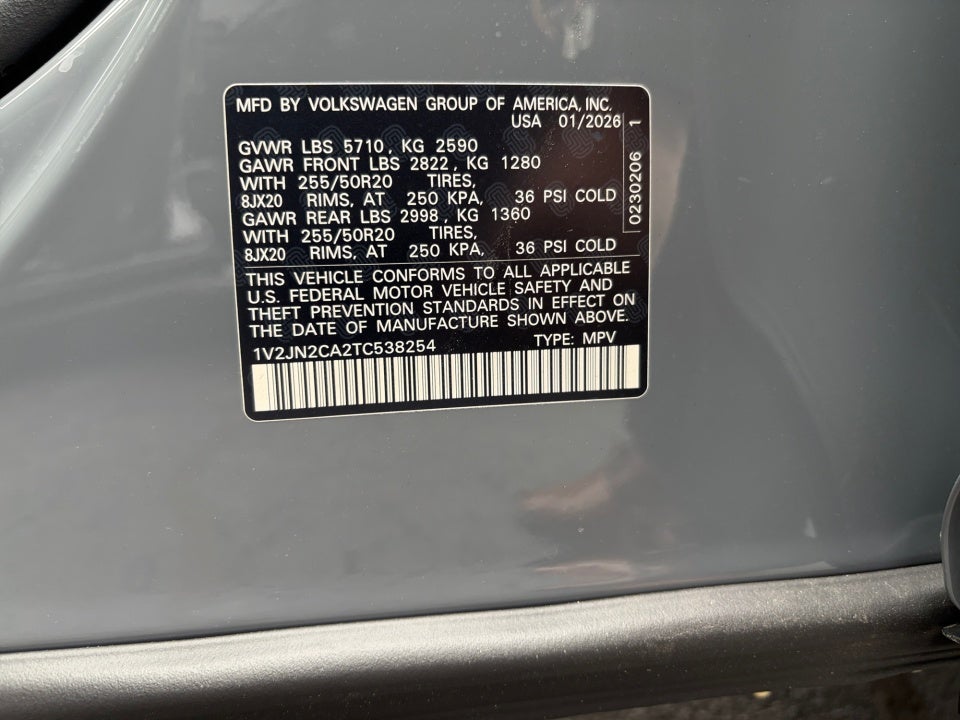 MFD BY VOLKSWAGEN GROUP OF AMERICA, INC.
USA 01/2026
GVWR LBS 5710, KG 2590
GAWR FRONT LBS 2822, KG 1280
WITH 255/50R20 TIRES,
8JX20 RIMS, AT 250 KPA, 36 PSI COLD
GAWR REAR LBS 2998, KG 1360
WITH 255/50R20 TIRES,
8JX20 RIMS, AT 250 KPA, 36 PSI COLD
0230206 1
THIS VEHICLE CONFORMS TO ALL APPLICABLE
U.S. FEDERAL MOTOR VEHICLE SAFETY AND
THEFT PREVENTION STANDARDS IN EFFECT ON
THE DATE OF MANUFACTURE SHOWN ABOVE.
1V2JN2CA2TC538254 TYPE: MPV